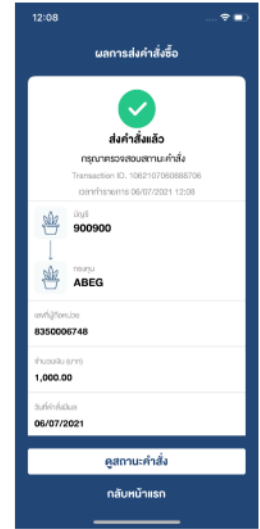 12:08
ผลการส่งคำสั่งซื้อ
ส่งคำสั่งแล้ว
กรุณาตรวจสอบสถานะคำสั่ง
Transaction ID. 1062107060888706
เวลาทำรายการ 06/07/2021 12:08
บัญชี
900900
กองทุน
ABEG
เลขที่ผู้ถือหน่วย
8350006748
จำนวนเงิน (บาท)
1,000.00
วันที่คำสั่งมีผล
06/07/2021
ดูสถานะคำสั่ง
กลับหน้าแรก